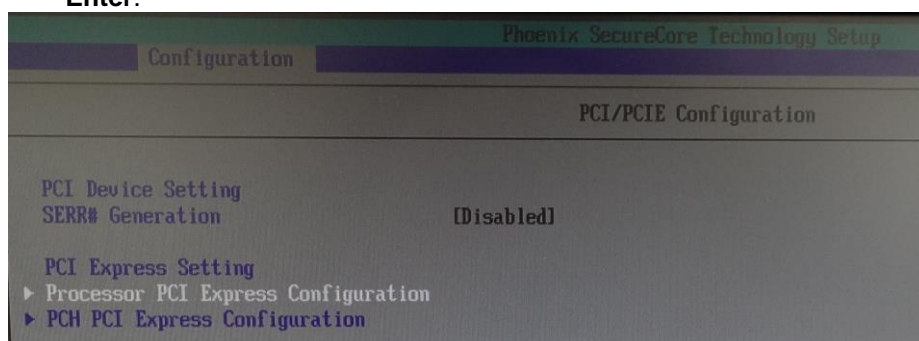 Enter.
Phoenix SecureCore Technology Setup
Configuration
PCI/PCIE Configuration
PCI Device Setting
SERR# Generation [Disabled]
PCI Express Setting
▶ Processor PCI Express Configuration
▶ PCH PCI Express Configuration